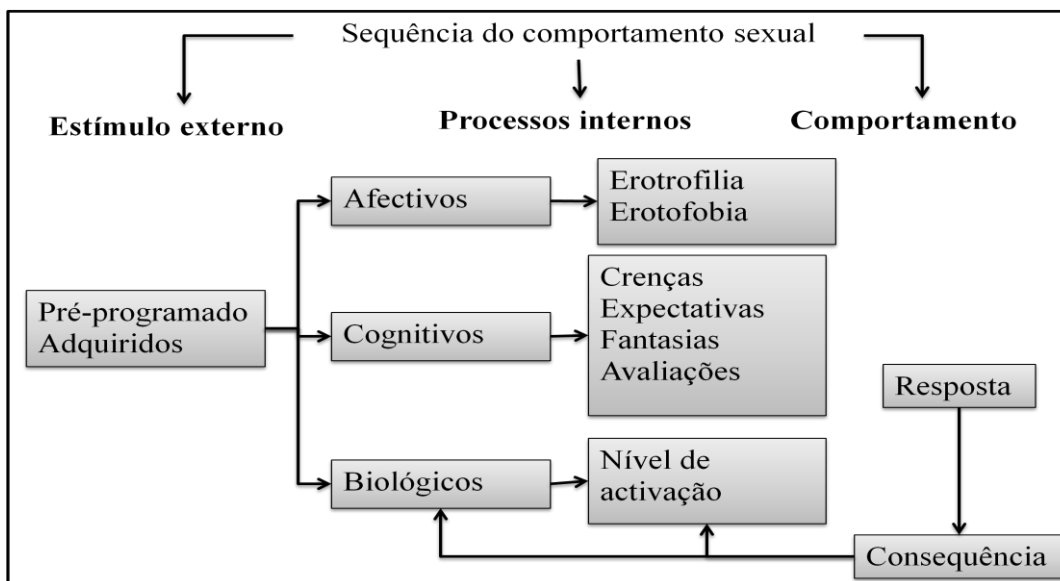 Sequência do comportamento sexual
Estímulo externo
Processos internos
Comportamento
Afectivos
Erotrofilia
Erotofobia
Pré-programado
Adquiridos
Cognitivos
Crenças
Expectativas
Fantasias
Avaliações
Resposta
Biológicos
Nível de
activação
Consequência